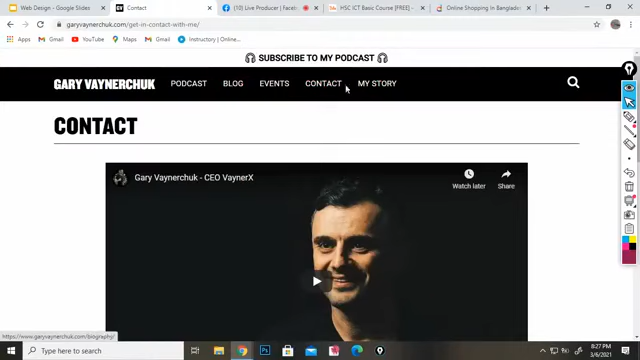 Web Design - Google Slides
Contact
(10) Live Producer | Faceb
HSC ICT Basic Course [FREE] -
Online Shopping in Banglades
garyvaynerchuk.com/get-in-contact-with-me/
Apps
Gmail
YouTube
Maps
Gmail
Instructory | Online...
SUBSCRIBE TO MY PODCAST
GARY VAYNERCHUK
PODCAST
BLOG
EVENTS
CONTACT
MY STORY
CONTACT
Gary Vaynerchuk - CEO VaynerX
Watch later
Share
https://www.garyvaynerchuk.com/biography/
Type here to search
8:27 PM
3/6/2021